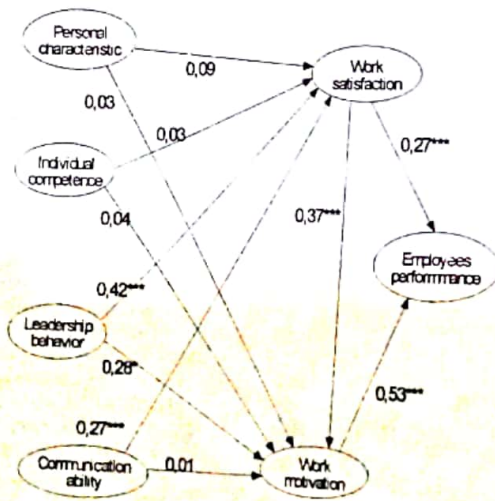 Personal
characteristic
0,09
Work
satisfaction
0,03
Individual
competence
0,03
0,27***
0,04
0,37***
Employees
performmance
0,42***
Leadership
behavior
0,28*
0,53***
0,27***
Communication
ability
0,01
Work
motivation